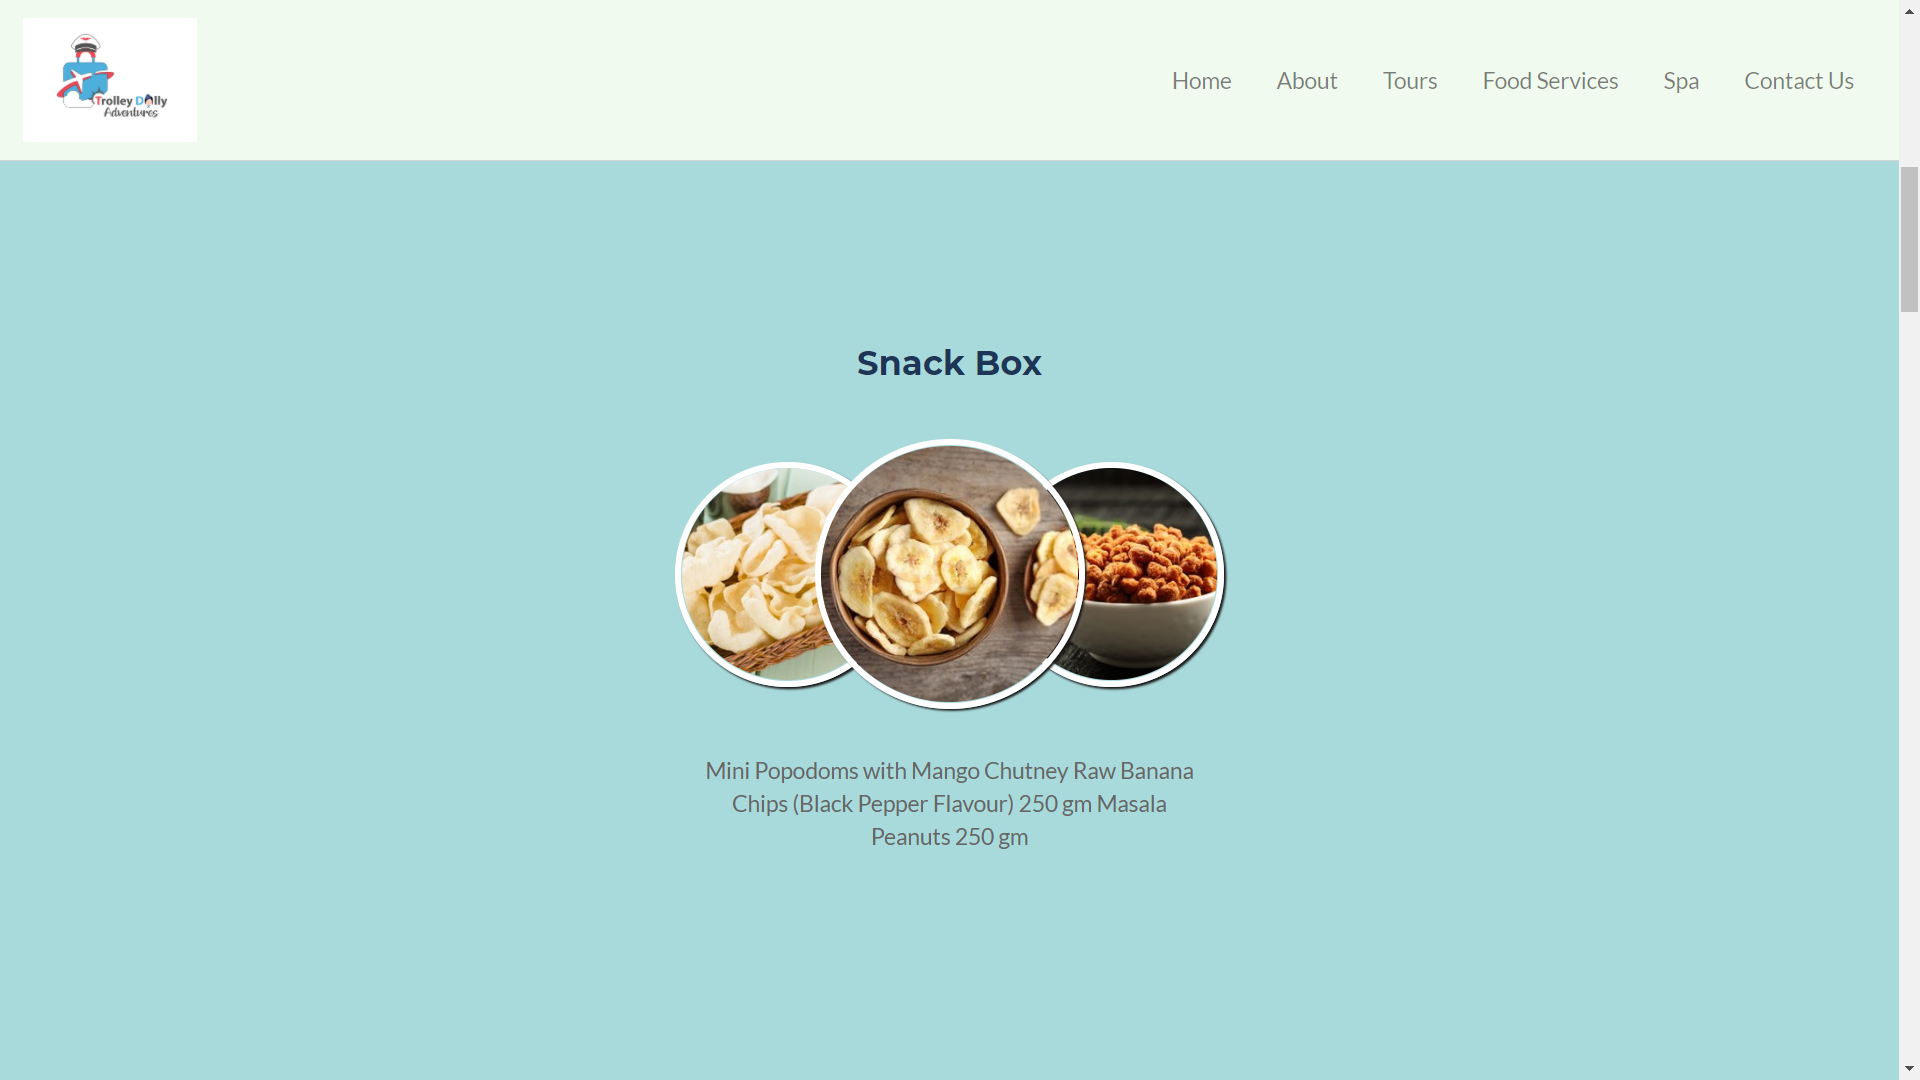 Trolley Dolly
Adventures
Home About Tours Food Services Spa Contact Us
Snack Box
Mini Popodoms with Mango Chutney Raw Banana
Chips (Black Pepper Flavour) 250 gm Masala
Peanuts 250 gm